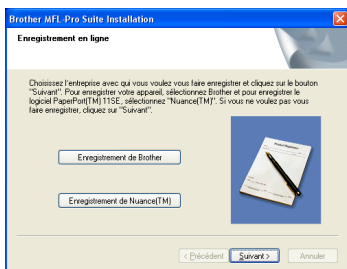 Brother MFL-Pro Suite Installation
Enregistrement en ligne
Choisissez l'entreprise avec qui vous voulez vous faire enregistrer et cliquez sur le bouton
"Suivant". Pour enregistrer votre appareil, sélectionnez Brother et pour enregistrer le
logiciel PaperPort(TM) 11SE, sélectionnez "Nuance(TM)". Si vous ne voulez pas vous
faire enregistrer, cliquez sur "Suivant".
Enregistrement de Brother
Enregistrement de Nuance(TM)
< Précédent
Suivant >
Annuler